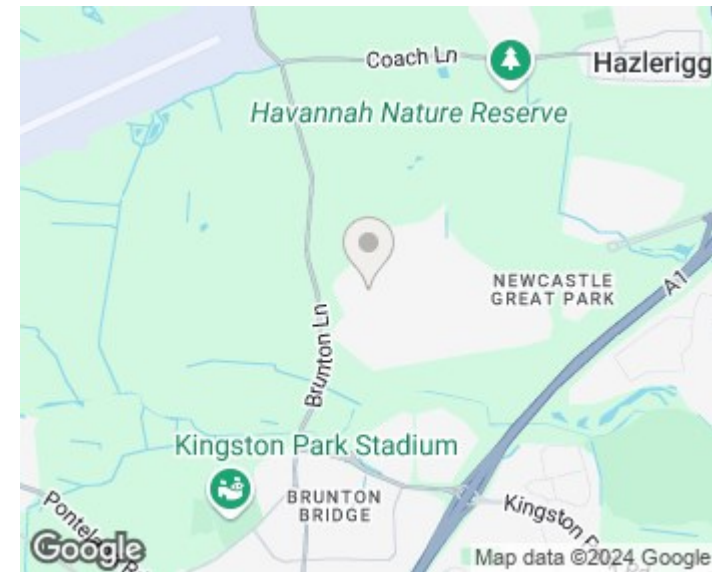 Coach Ln
Hazlerigg
Havannah Nature Reserve
NEWCASTLE
GREAT PARK
A1
Brunton Ln
Kingston Park Stadium
BRUNTON
BRIDGE
Kingston
Google
Map data ©2024 Google